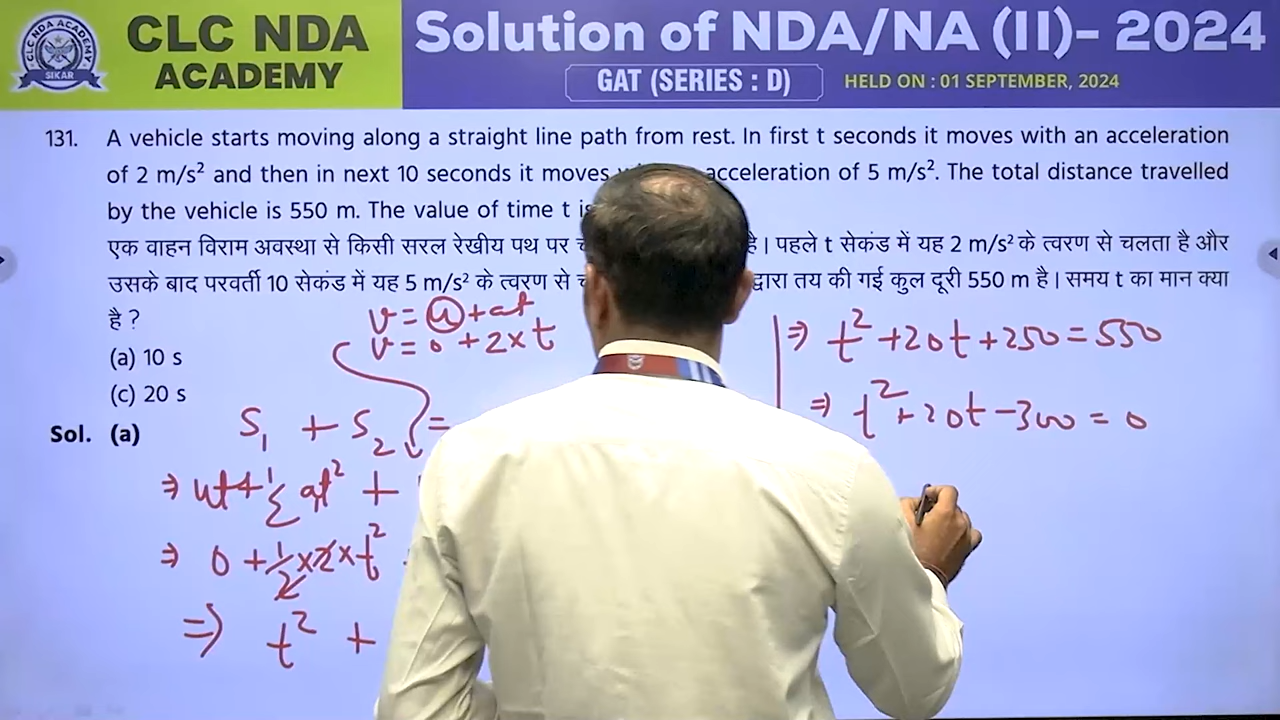 CLC NDA ACADEMY
SIKAR
CLC NDA
ACADEMY
Solution of NDA/NA (II)- 2024
GAT (SERIES : D)
HELD ON : 01 SEPTEMBER, 2024
131. A vehicle starts moving along a straight line path from rest. In first t seconds it moves with an acceleration
of 2 m/s² and then in next 10 seconds it moves acceleration of 5 m/s². The total distance travelled
by the vehicle is 550 m. The value of time t is
एक वाहन विराम अवस्था से किसी सरल रेखीय पथ पर है। पहले t सेकंड में यह 2 m/s² के त्वरण से चलता है और
उसके बाद परवर्ती 10 सेकंड में यह 5 m/s² के त्वरण से द्वारा तय की गई कुल दूरी 550 m है। समय t का मान क्या
है ?
v = u + at
v = 0 + 2 × t
(a) 10 s
(c) 20 s
Sol. (a)
S₁ + S₂ =
⇒ ut + 1/2 at² +
⇒ 0 + 1/2 × 2 × t²
⇒ t² +
⇒ t² + 20t + 250 = 550
⇒ t² + 20t - 300 = 0